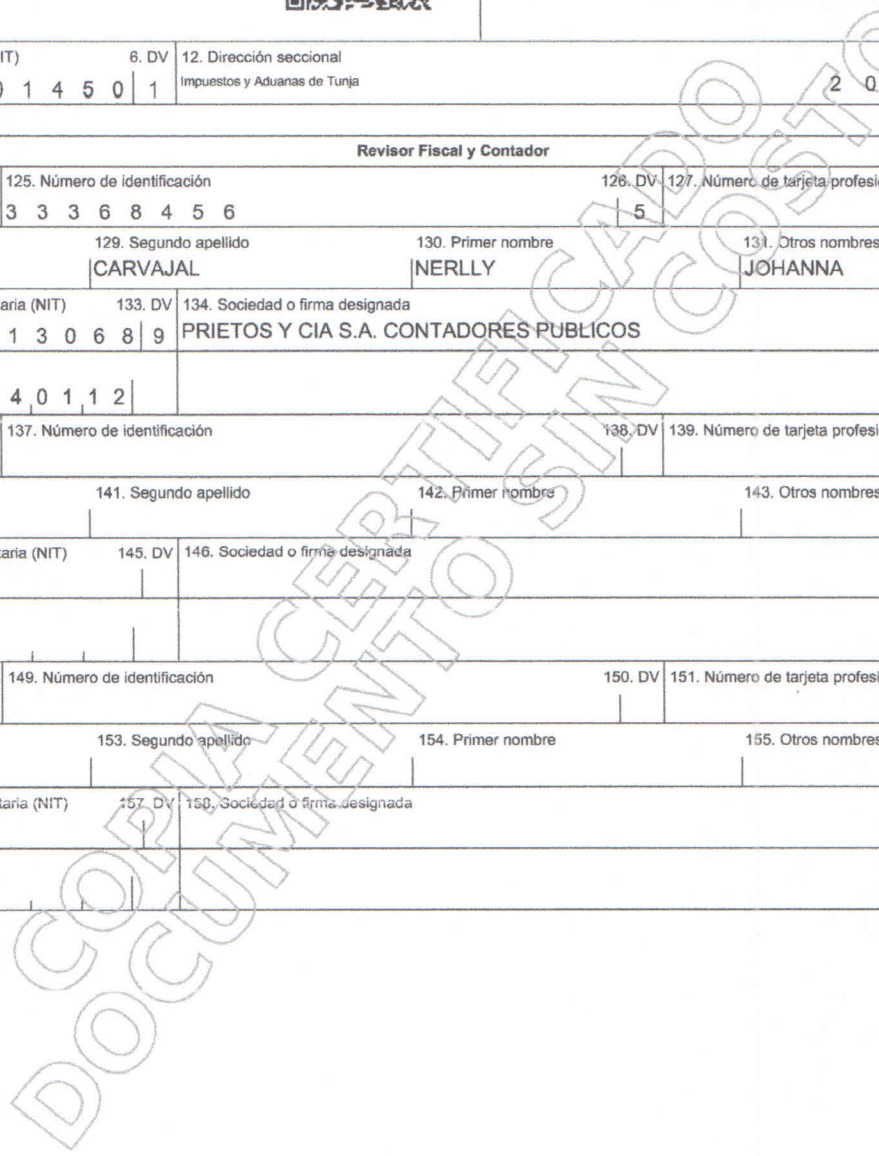 IT) 6. DV 12. Dirección seccional
1 4 5 0 1 Impuestos y Aduanas de Tunja 2 0
Revisor Fiscal y Contador
125. Número de identificación 126. DV 127. Número de tarjeta profesi
3 3 3 6 8 4 5 6 5
129. Segundo apellido 130. Primer nombre 131. Otros nombres
CARVAJAL NERLLY JOHANNA
aria (NIT) 133. DV 134. Sociedad o firma designada
1 3 0 6 8 9 PRIETOS Y CIA S.A. CONTADORES PUBLICOS
4 0 1 1 2
137. Número de identificación 138. DV 139. Número de tarjeta profesi
141. Segundo apellido 142. Primer nombre 143. Otros nombres
taria (NIT) 145. DV 146. Sociedad o firma designada
149. Número de identificación 150. DV 151. Número de tarjeta profesi
153. Segundo apellido 154. Primer nombre 155. Otros nombres
taria (NIT) 157. DV 158. Sociedad o firma designada
COPIA CERTIFICADO
DOCUMENTO SIN COSTO